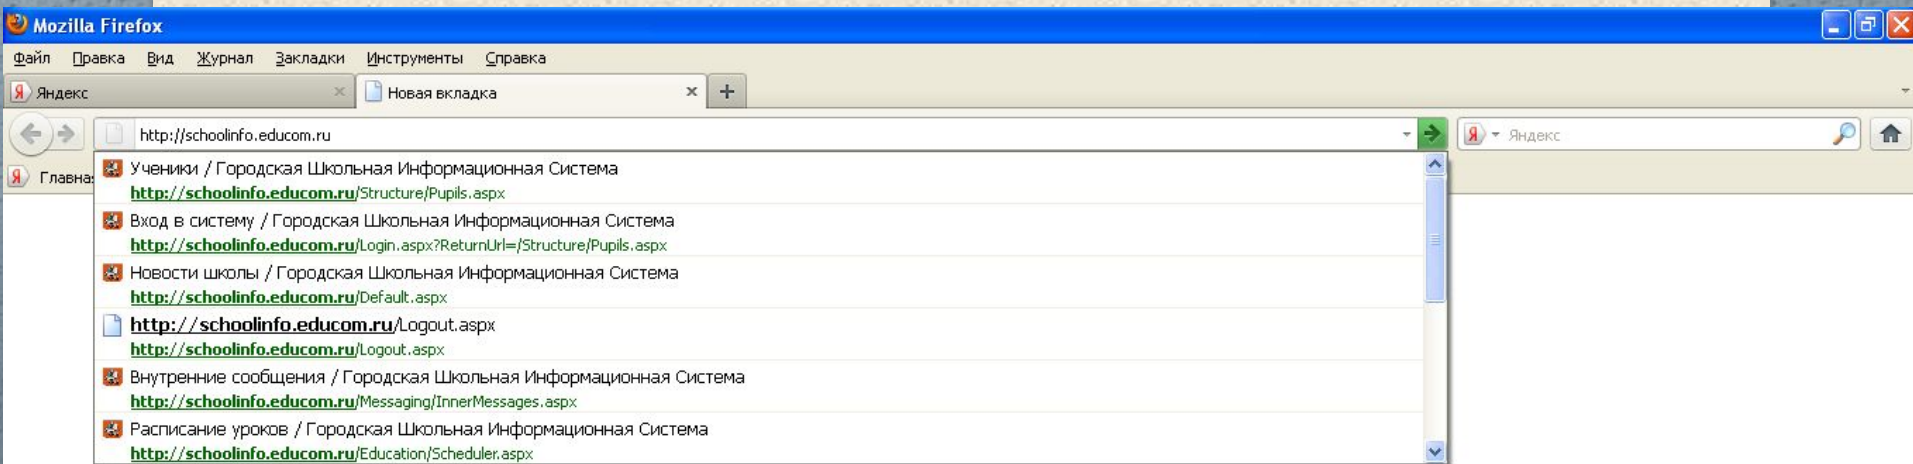 Mozilla Firefox
Файл Правка Вид Журнал Закладки Инструменты Справка
Я Яндекс Новая вкладка
http://schoolinfo.educom.ru Я Яндекс
Я Главна
Ученики / Городская Школьная Информационная Система
http://schoolinfo.educom.ru/Structure/Pupils.aspx
Вход в систему / Городская Школьная Информационная Система
http://schoolinfo.educom.ru/Login.aspx?ReturnUrl=/Structure/Pupils.aspx
Новости школы / Городская Школьная Информационная Система
http://schoolinfo.educom.ru/Default.aspx
http://schoolinfo.educom.ru/Logout.aspx
http://schoolinfo.educom.ru/Logout.aspx
Внутренние сообщения / Городская Школьная Информационная Система
http://schoolinfo.educom.ru/Messaging/InnerMessages.aspx
Расписание уроков / Городская Школьная Информационная Система
http://schoolinfo.educom.ru/Education/Scheduler.aspx